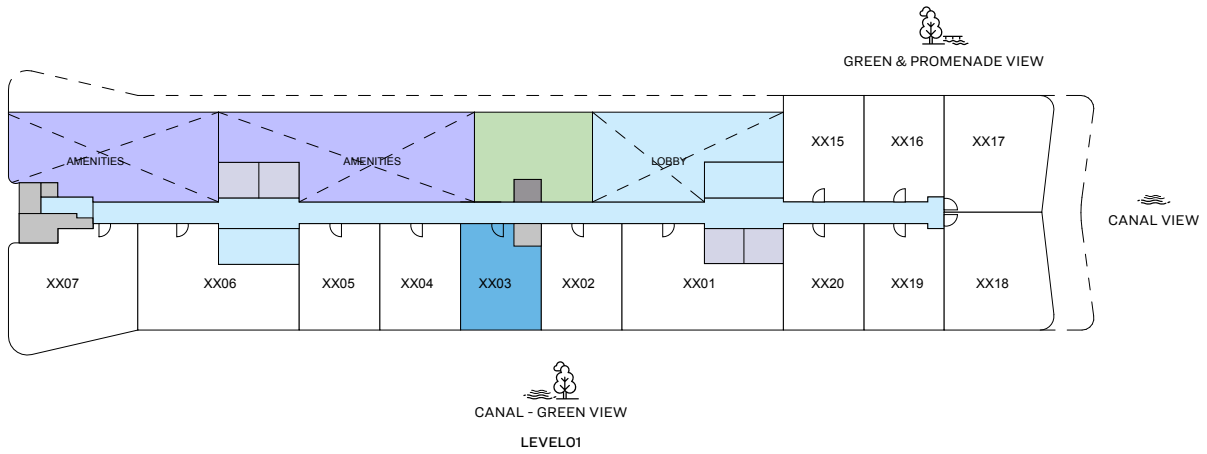 GREEN & PROMENADE VIEW
AMENITIES
AMENITIES
LOBBY
XX15
XX16
XX17
CANAL VIEW
XX07
XX06
XX05
XX04
XX03
XX02
XX01
XX20
XX19
XX18
CANAL - GREEN VIEW
LEVEL01